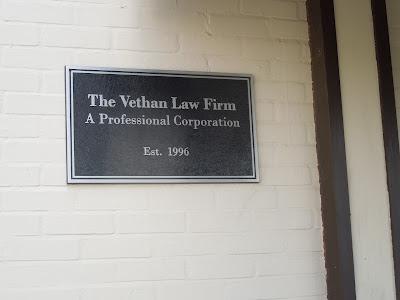 The Vethan Law Firm
A Professional Corporation
Est. 1996